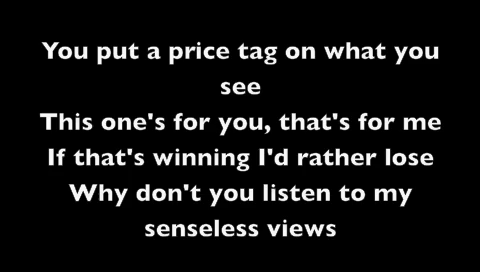 You put a price tag on what you
see
This one's for you, that's for me
If that's winning I'd rather lose
Why don't you listen to my
senseless views